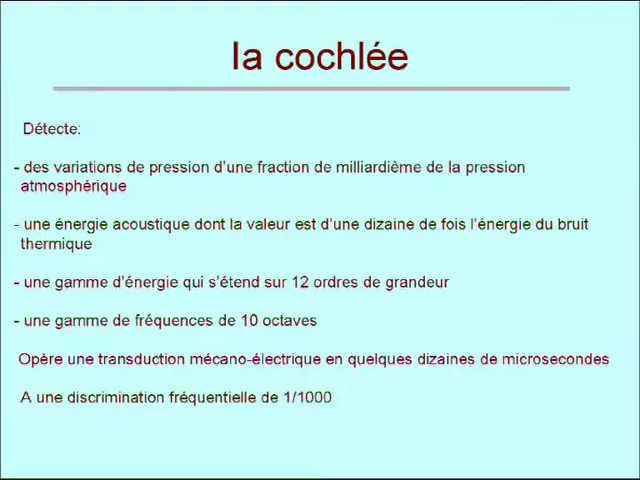 la cochlée
Détecte:
- des variations de pression d'une fraction de milliardième de la pression
atmosphérique
- une énergie acoustique dont la valeur est d'une dizaine de fois l'énergie du bruit
thermique
- une gamme d'énergie qui s'étend sur 12 ordres de grandeur
- une gamme de fréquences de 10 octaves
Opère une transduction mécano-électrique en quelques dizaines de microsecondes
A une discrimination fréquentielle de 1/1000